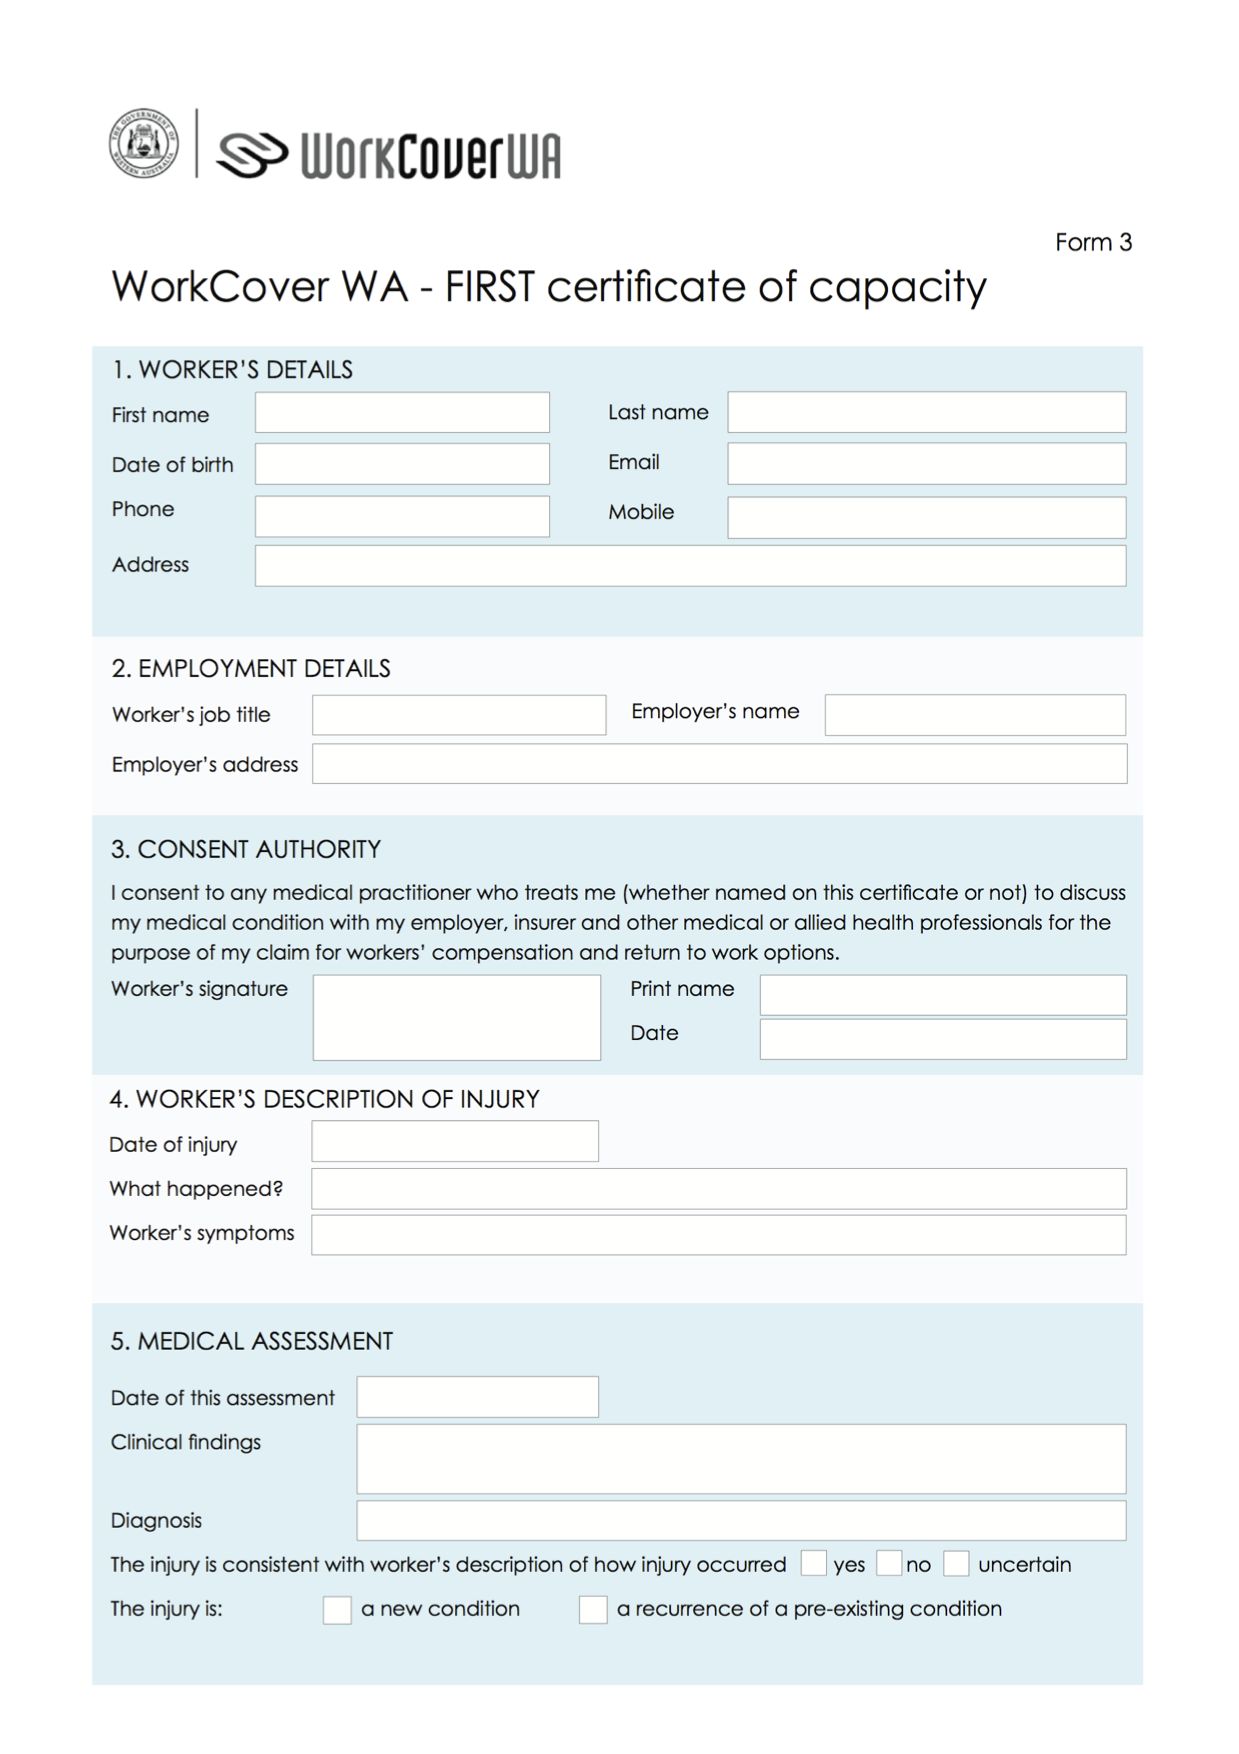 THE GOVERNMENT OF WESTERN AUSTRALIA
WorkCoverWA
Form 3
WorkCover WA - FIRST certificate of capacity
1. WORKER’S DETAILS
First name Last name
Date of birth Email
Phone Mobile
Address
2. EMPLOYMENT DETAILS
Worker’s job title Employer’s name
Employer’s address
3. CONSENT AUTHORITY
I consent to any medical practitioner who treats me (whether named on this certificate or not) to discuss
my medical condition with my employer, insurer and other medical or allied health professionals for the
purpose of my claim for workers’ compensation and return to work options.
Worker’s signature Print name
Date
4. WORKER’S DESCRIPTION OF INJURY
Date of injury
What happened?
Worker’s symptoms
5. MEDICAL ASSESSMENT
Date of this assessment
Clinical findings
Diagnosis
The injury is consistent with worker’s description of how injury occurred yes no uncertain
The injury is: a new condition a recurrence of a pre-existing condition